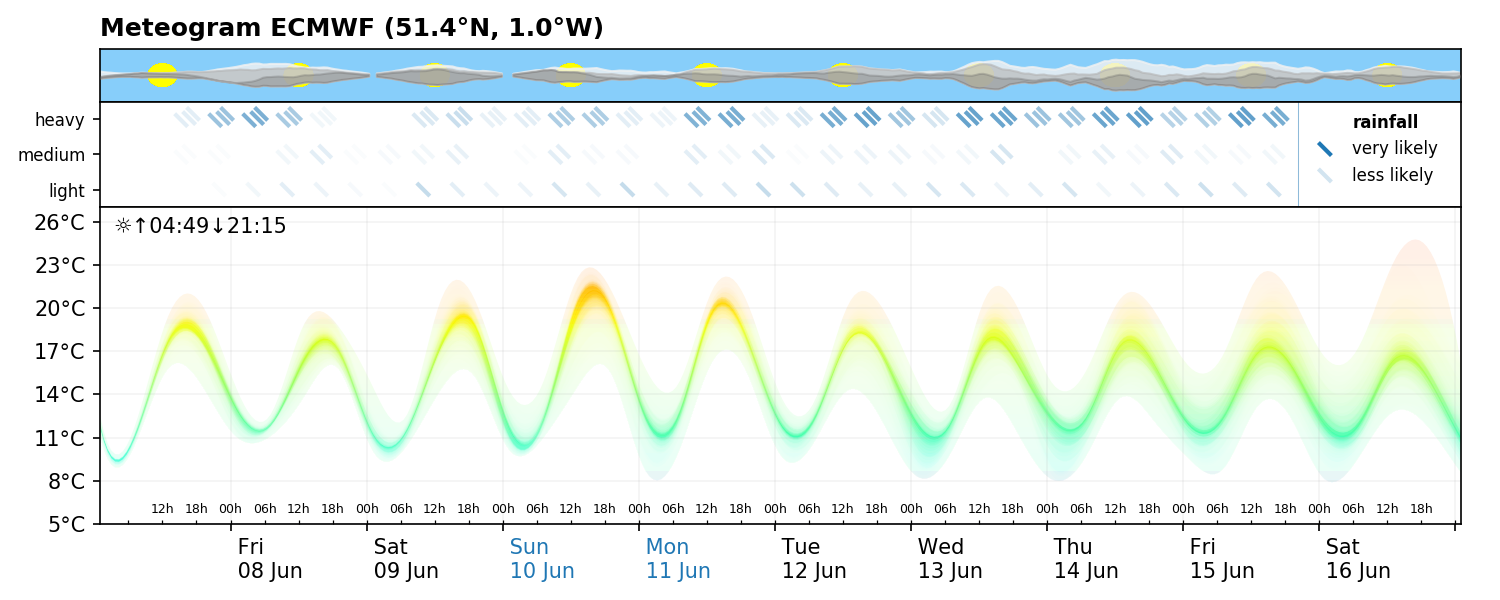 Meteogram ECMWF (51.4°N, 1.0°W)
heavy
medium
light
rainfall
very likely
less likely
26°C
23°C
20°C
17°C
14°C
11°C
8°C
5°C
☼↑04:49↓21:15
12h 18h 00h 06h 12h 18h 00h 06h 12h 18h 00h 06h 12h 18h 00h 06h 12h 18h 00h 06h 12h 18h 00h 06h 12h 18h 00h 06h 12h 18h 00h 06h 12h 18h 00h 06h 12h 18h
Fri Sat Sun Mon Tue Wed Thu Fri Sat
08 Jun 09 Jun 10 Jun 11 Jun 12 Jun 13 Jun 14 Jun 15 Jun 16 Jun